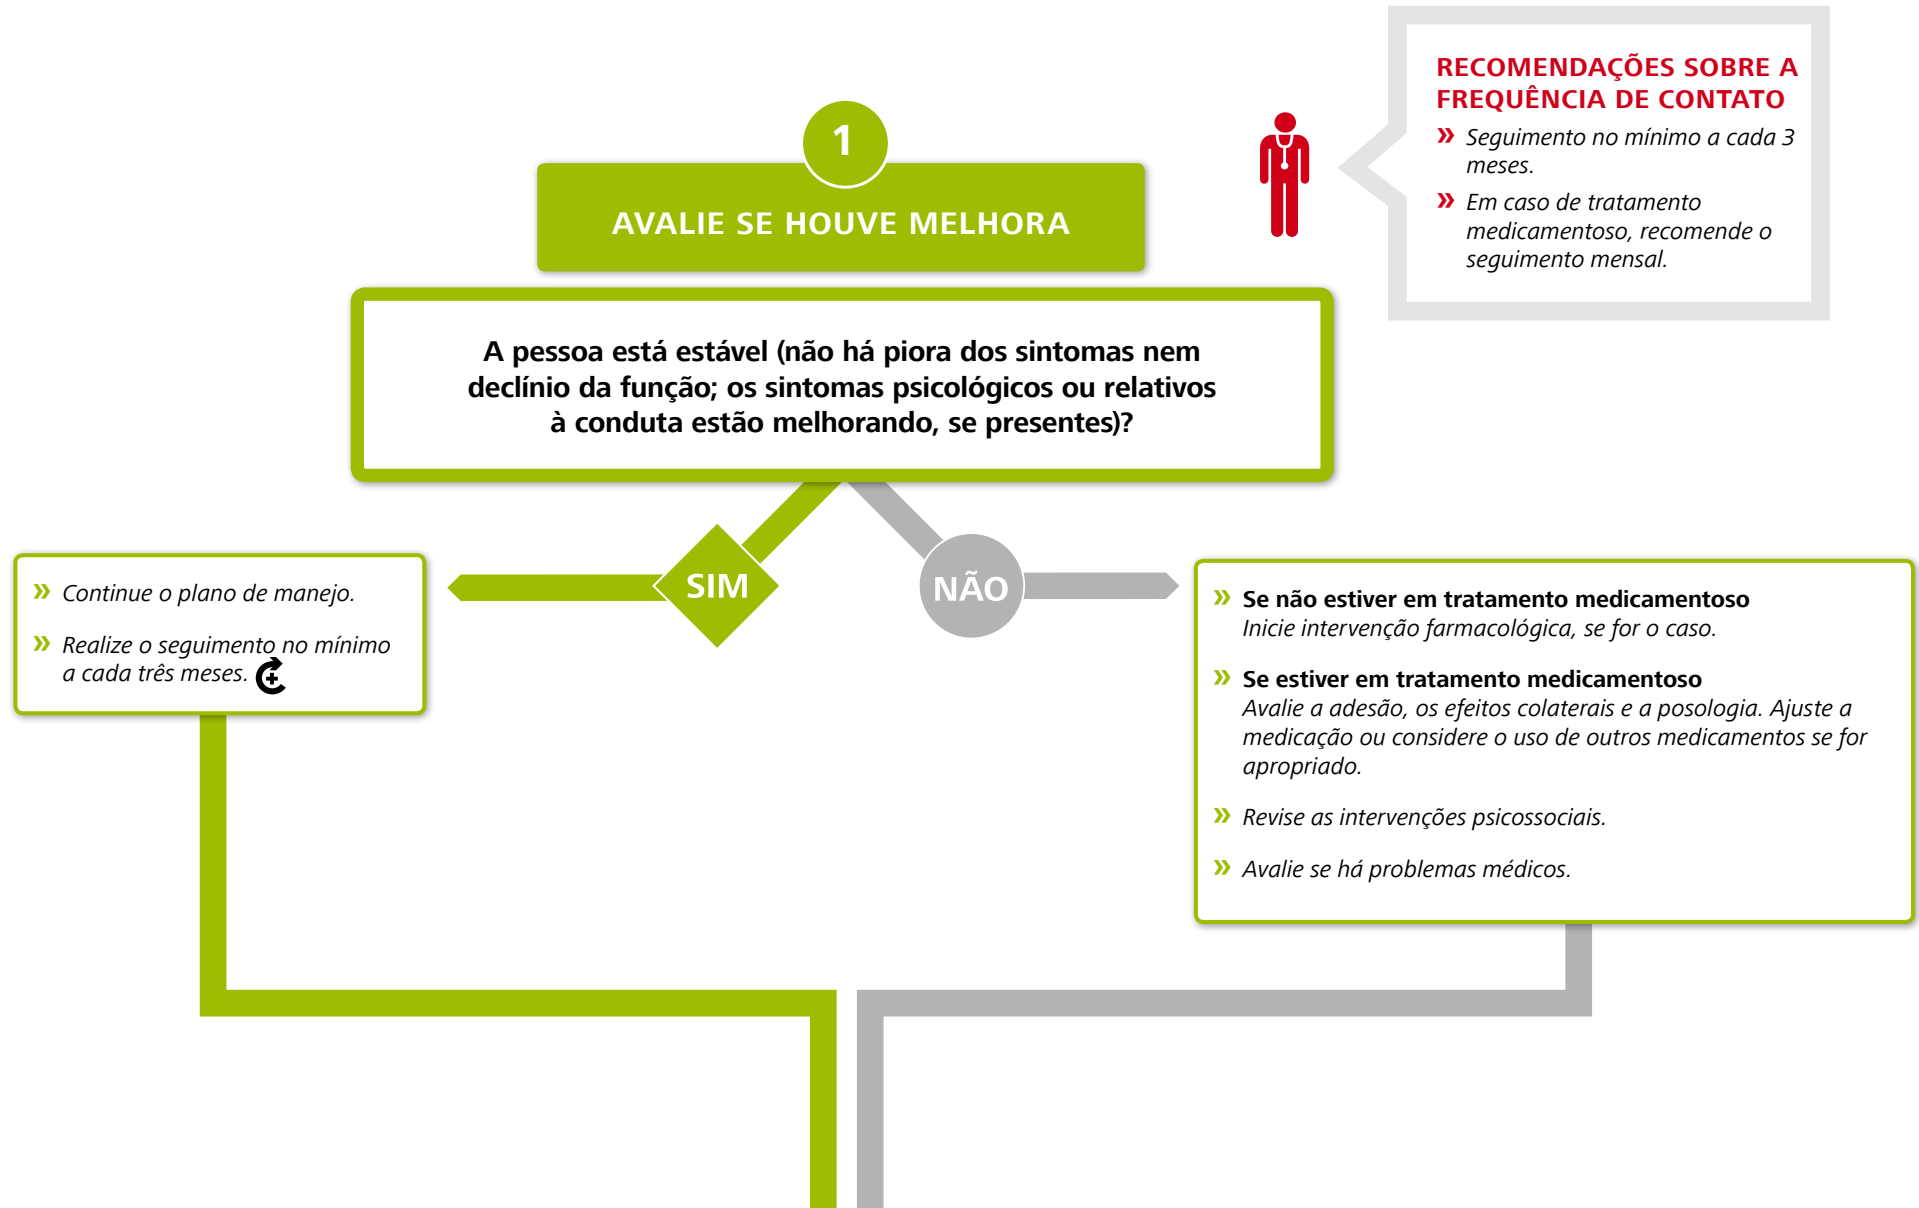 1
AVALIE SE HOUVE MELHORA
RECOMENDAÇÕES SOBRE A
FREQUÊNCIA DE CONTATO
» Seguimento no mínimo a cada 3
meses.
» Em caso de tratamento
medicamentoso, recomende o
seguimento mensal.
A pessoa está estável (não há piora dos sintomas nem
declínio da função; os sintomas psicológicos ou relativos
à conduta estão melhorando, se presentes)?
SIM
NÃO
» Continue o plano de manejo.
» Realize o seguimento no mínimo
a cada três meses.
» Se não estiver em tratamento medicamentoso
Inicie intervenção farmacológica, se for o caso.
» Se estiver em tratamento medicamentoso
Avalie a adesão, os efeitos colaterais e a posologia. Ajuste a
medicação ou considere o uso de outros medicamentos se for
apropriado.
» Revise as intervenções psicossociais.
» Avalie se há problemas médicos.